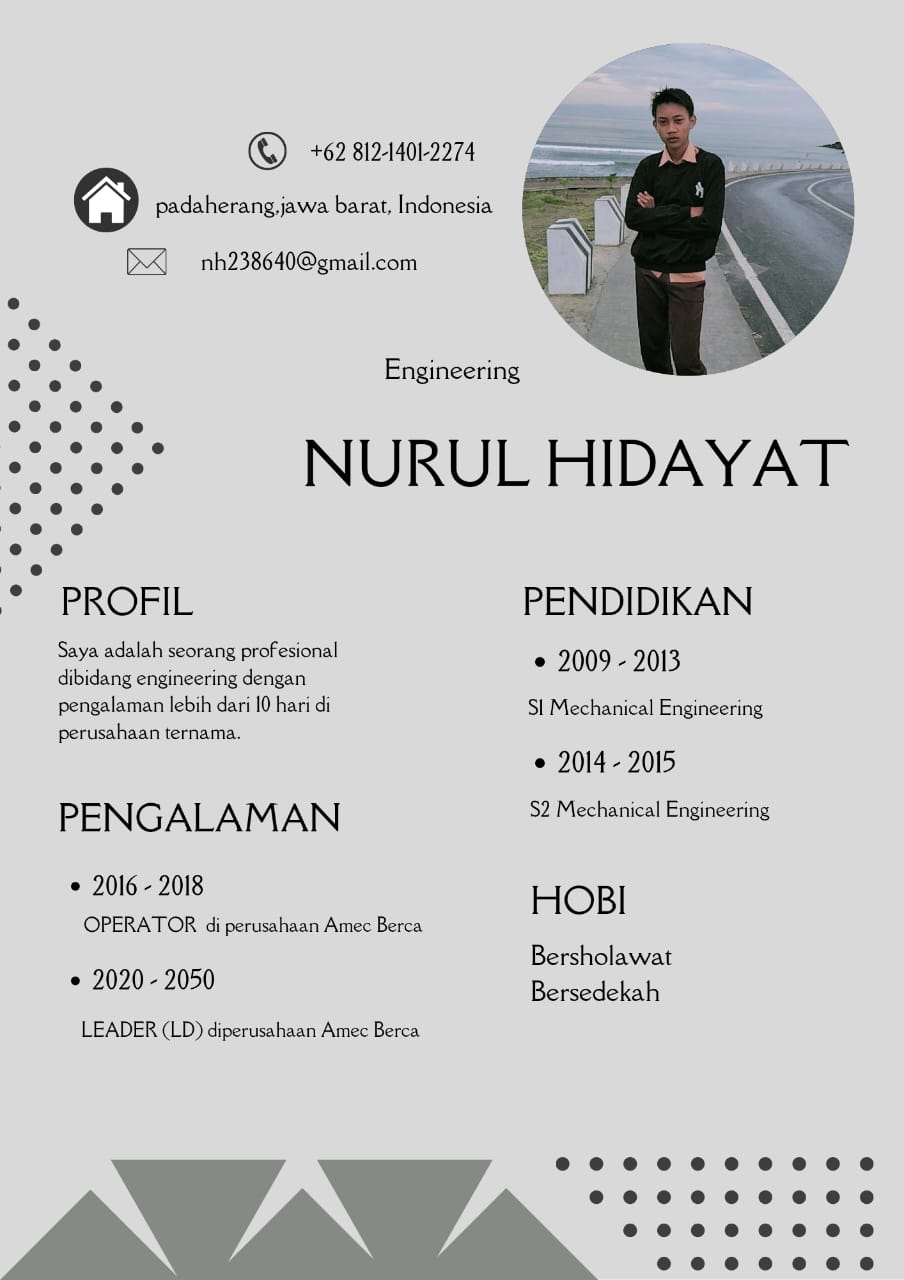 +62 812-1401-2274
padaherang,jawa barat, Indonesia
nh238640@gmail.com
Engineering
NURUL HIDAYAT
PROFIL
Saya adalah seorang profesional
dibidang engineering dengan
pengalaman lebih dari 10 hari di
perusahaan ternama.
PENGALAMAN
2016 - 2018
OPERATOR di perusahaan Amec Berca
2020 - 2050
LEADER (LD) diperusahaan Amec Berca
PENDIDIKAN
2009 - 2013
S1 Mechanical Engineering
2014 - 2015
S2 Mechanical Engineering
HOBI
Bersholawat
Bersedekah